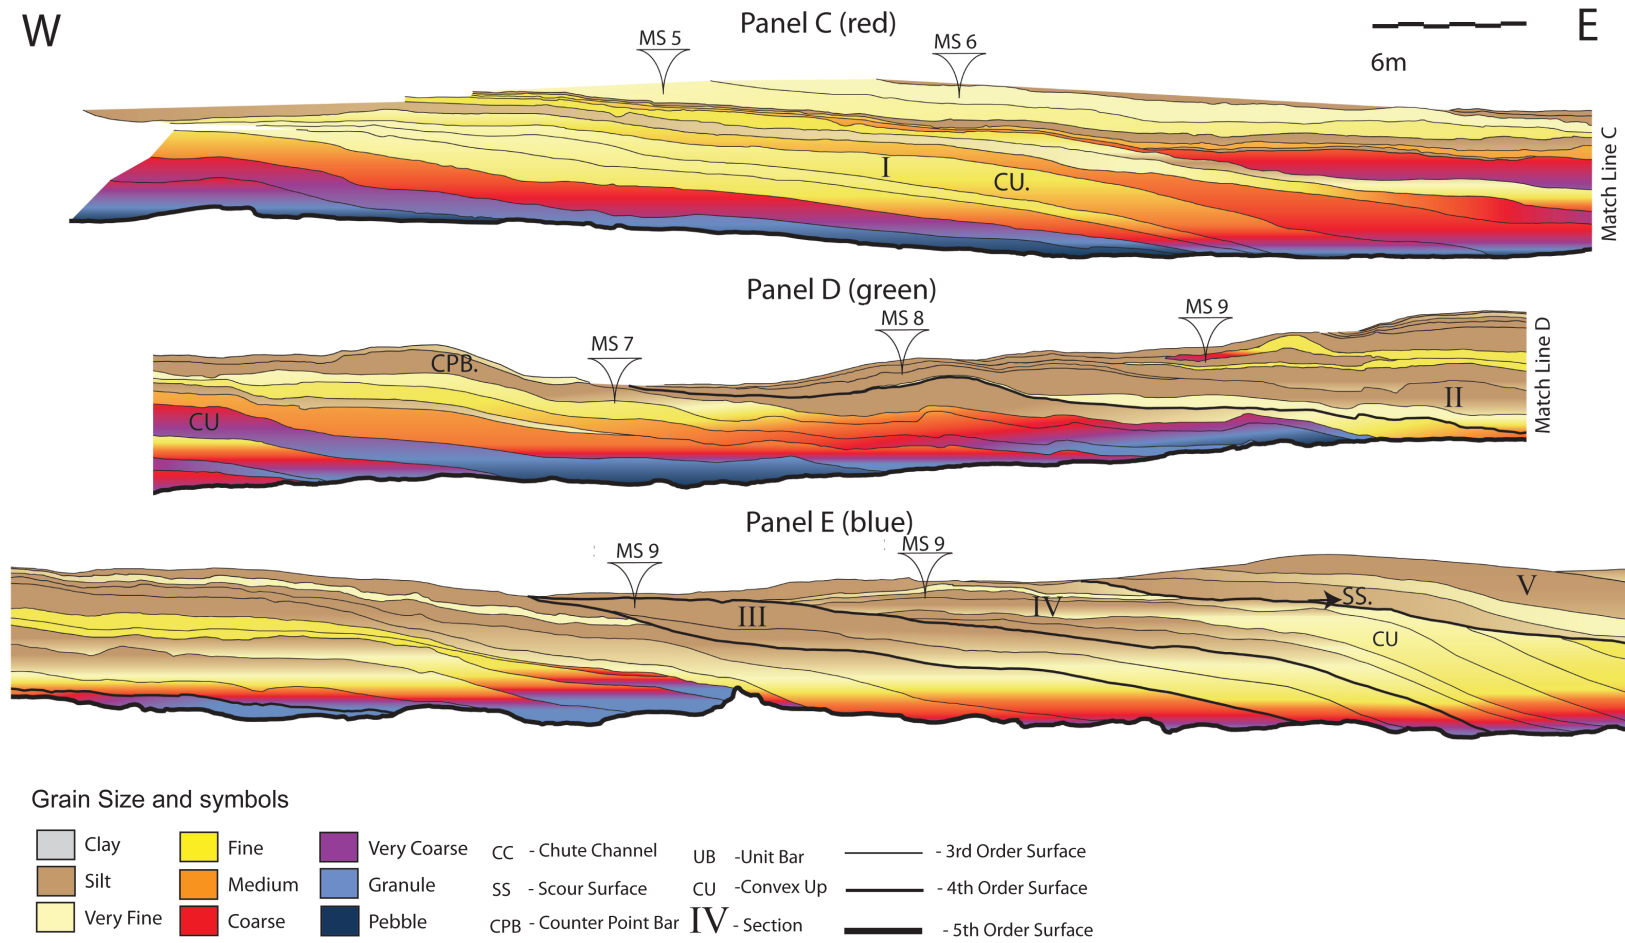 W
Panel C (red)
E
MS 5
MS 6
6m
I
CU.
Match Line C
Panel D (green)
MS 7
MS 8
MS 9
CPB.
CU
II
Match Line D
Panel E (blue)
MS 9
MS 9
III
IV
SS.
V
CU
Grain Size and symbols
Clay
Fine
Very Coarse
CC - Chute Channel
UB -Unit Bar
- 3rd Order Surface
Silt
Medium
Granule
SS - Scour Surface
CU -Convex Up
- 4th Order Surface
Very Fine
Coarse
Pebble
CPB - Counter Point Bar
IV - Section
- 5th Order Surface